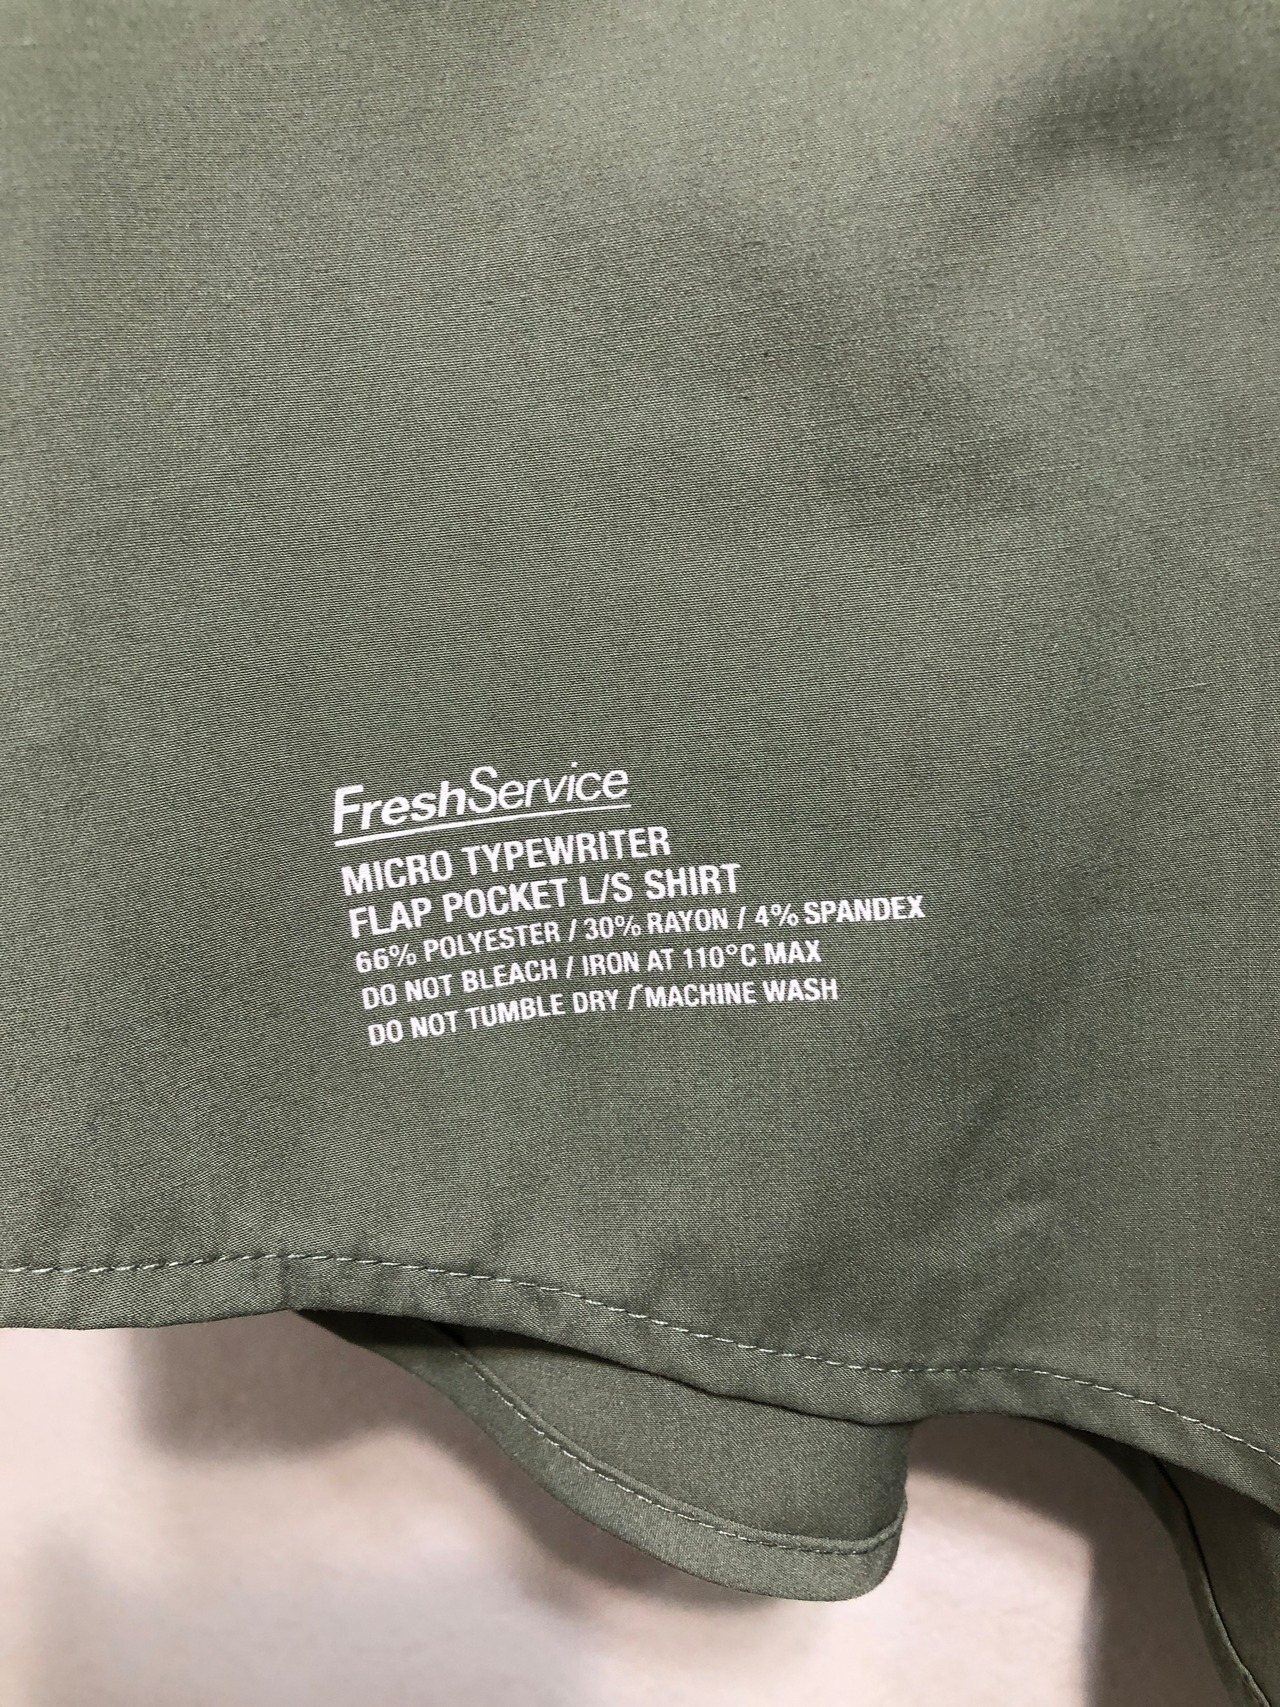 FreshService
MICRO TYPEWRITER
FLAP POCKET L/S SHIRT
66% POLYESTER / 30% RAYON / 4% SPANDEX
DO NOT BLEACH / IRON AT 110°C MAX
DO NOT TUMBLE DRY / MACHINE WASH